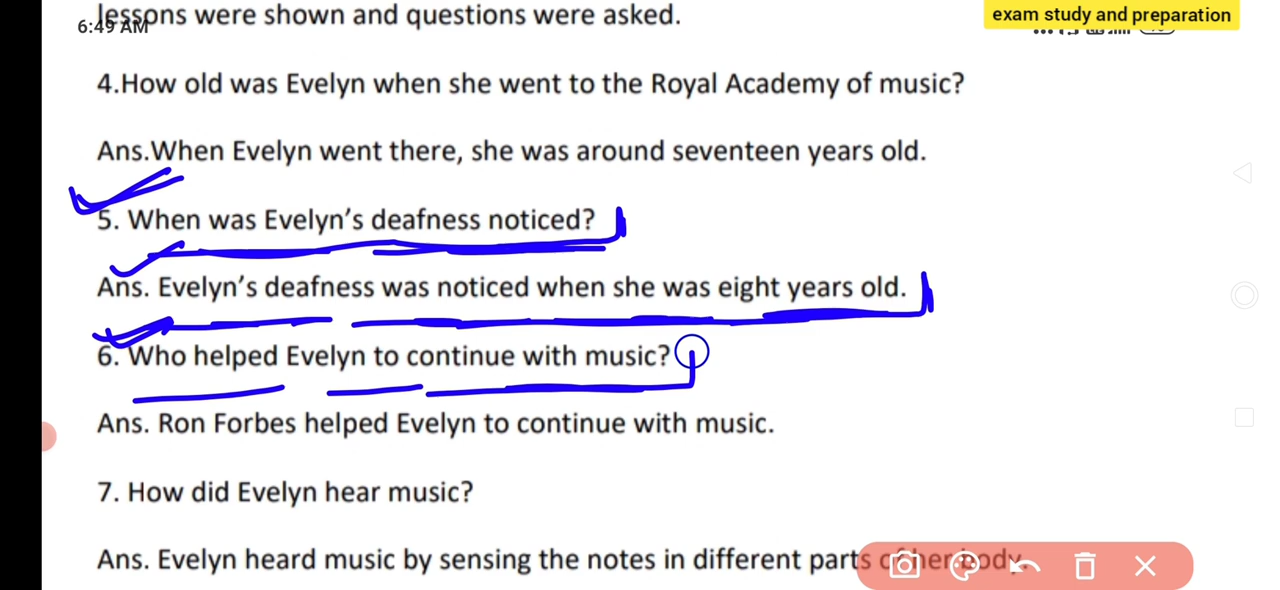 lessons were shown and questions were asked.
exam study and preparation
6:49 AM
4.How old was Evelyn when she went to the Royal Academy of music?
Ans.When Evelyn went there, she was around seventeen years old.
5. When was Evelyn’s deafness noticed?
Ans. Evelyn’s deafness was noticed when she was eight years old.
6. Who helped Evelyn to continue with music?
Ans. Ron Forbes helped Evelyn to continue with music.
7. How did Evelyn hear music?
Ans. Evelyn heard music by sensing the notes in different parts of her body.